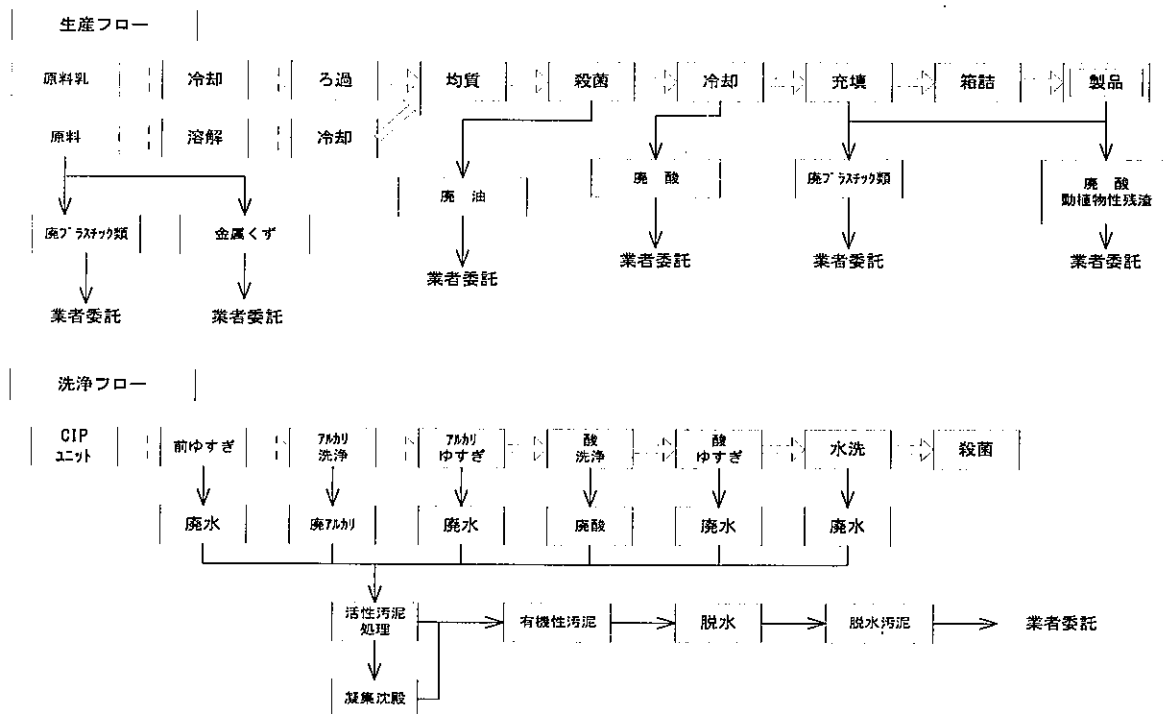 生産フロー
原料乳 冷却 ろ過 均質 殺菌 冷却 充填 箱詰 製品
原料 溶解 冷却
廃油 廃酸 廃プラスチック類 廃酸
動植物性残渣
廃プラスチック類 金属くず
業者委託 業者委託 業者委託 業者委託
業者委託 業者委託
洗浄フロー
CIP
ユニット
前ゆすぎ
アルカリ
洗浄
アルカリ
ゆすぎ
酸
洗浄
酸
ゆすぎ
水洗
殺菌
廃水 廃アルカリ 廃水 廃酸 廃水 廃水
活性汚泥
処理
有機性汚泥 脱水 脱水汚泥 業者委託
凝集沈殿